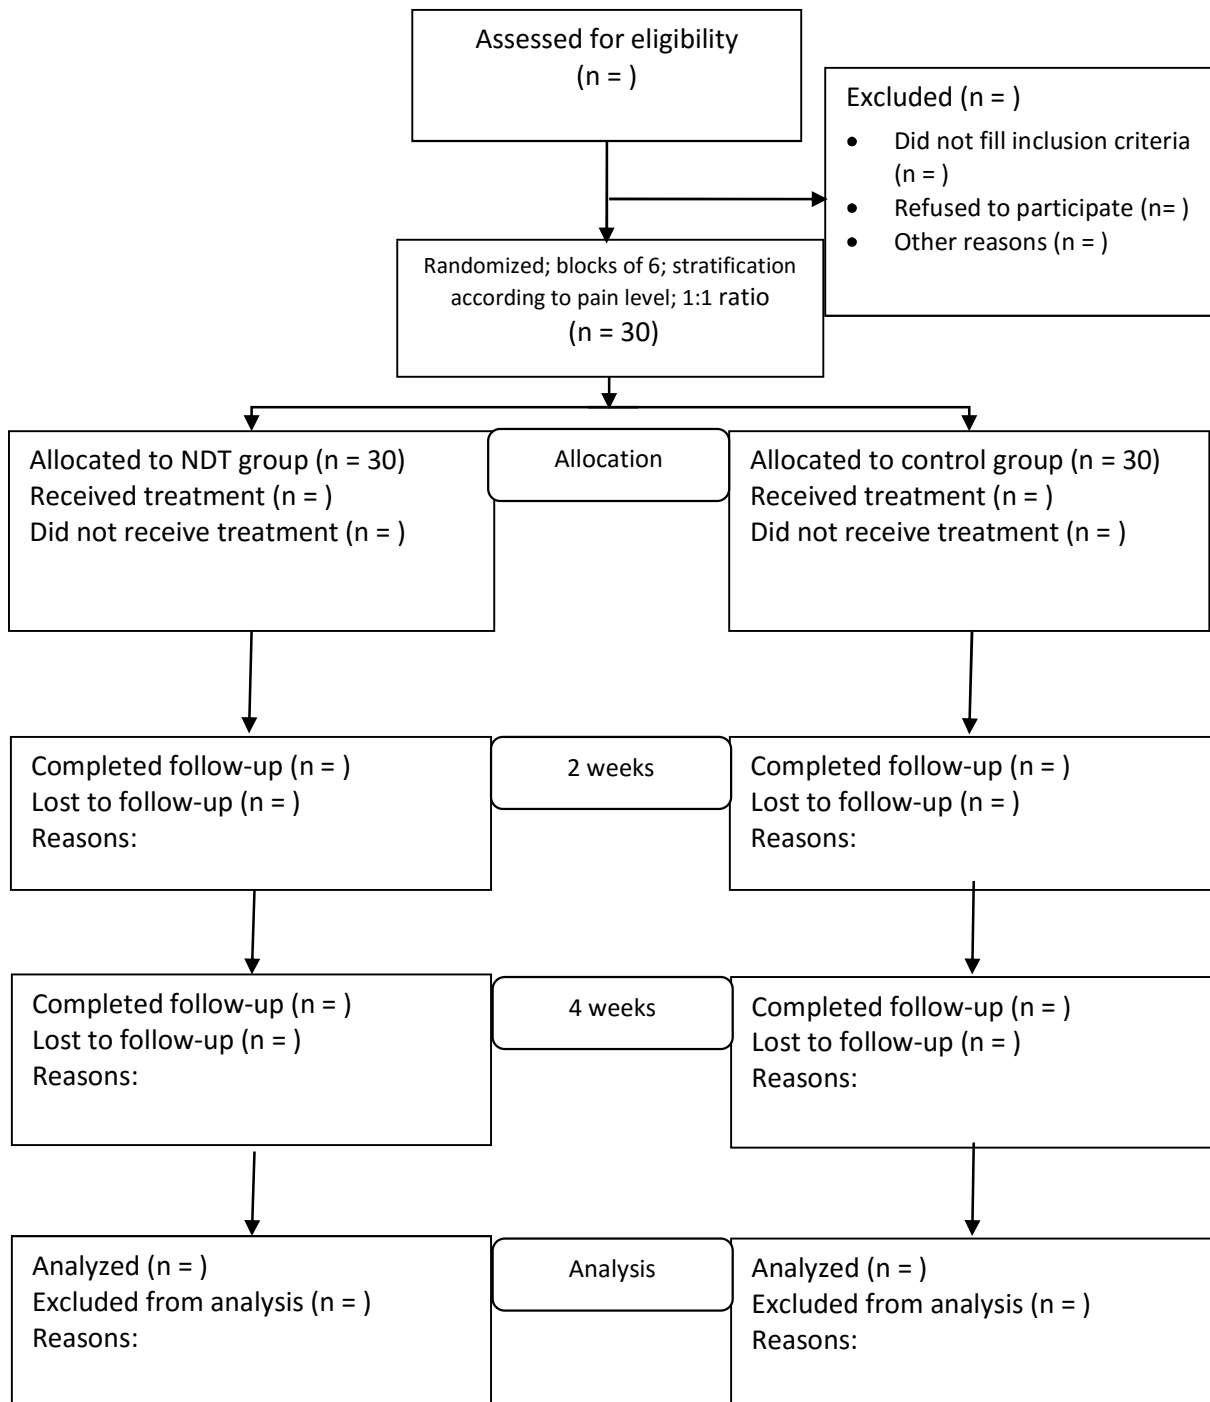 Assessed for eligibility
(n = )
Excluded (n = )
• Did not fill inclusion criteria
(n = )
• Refused to participate (n= )
• Other reasons (n = )
Randomized; blocks of 6; stratification
according to pain level; 1:1 ratio
(n = 30)
Allocated to NDT group (n = 30)
Received treatment (n = )
Did not receive treatment (n = )
Allocation
Allocated to control group (n = 30)
Received treatment (n = )
Did not receive treatment (n = )
Completed follow-up (n = )
Lost to follow-up (n = )
Reasons:
2 weeks
Completed follow-up (n = )
Lost to follow-up (n = )
Reasons:
Completed follow-up (n = )
Lost to follow-up (n = )
Reasons:
4 weeks
Completed follow-up (n = )
Lost to follow-up (n = )
Reasons:
Analyzed (n = )
Excluded from analysis (n = )
Reasons:
Analysis
Analyzed (n = )
Excluded from analysis (n = )
Reasons: